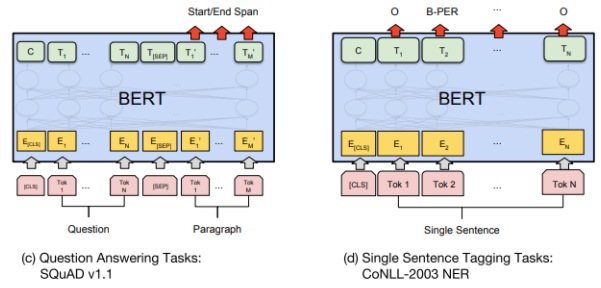 Start/End Span
C T1 ... TN T[SEP] T1' ... TM'
BERT
E[CLS] E1 ... EN E[SEP] E1' ... EM'
[CLS] Tok 1 ... Tok N [SEP] Tok 1 ... Tok M
Question Paragraph
(c) Question Answering Tasks:
SQuAD v1.1
O B-PER ... O
C T1 T2 ... TN
BERT
E[CLS] E1 E2 ... EN
[CLS] Tok 1 Tok 2 ... Tok N
Single Sentence
(d) Single Sentence Tagging Tasks:
CoNLL-2003 NER